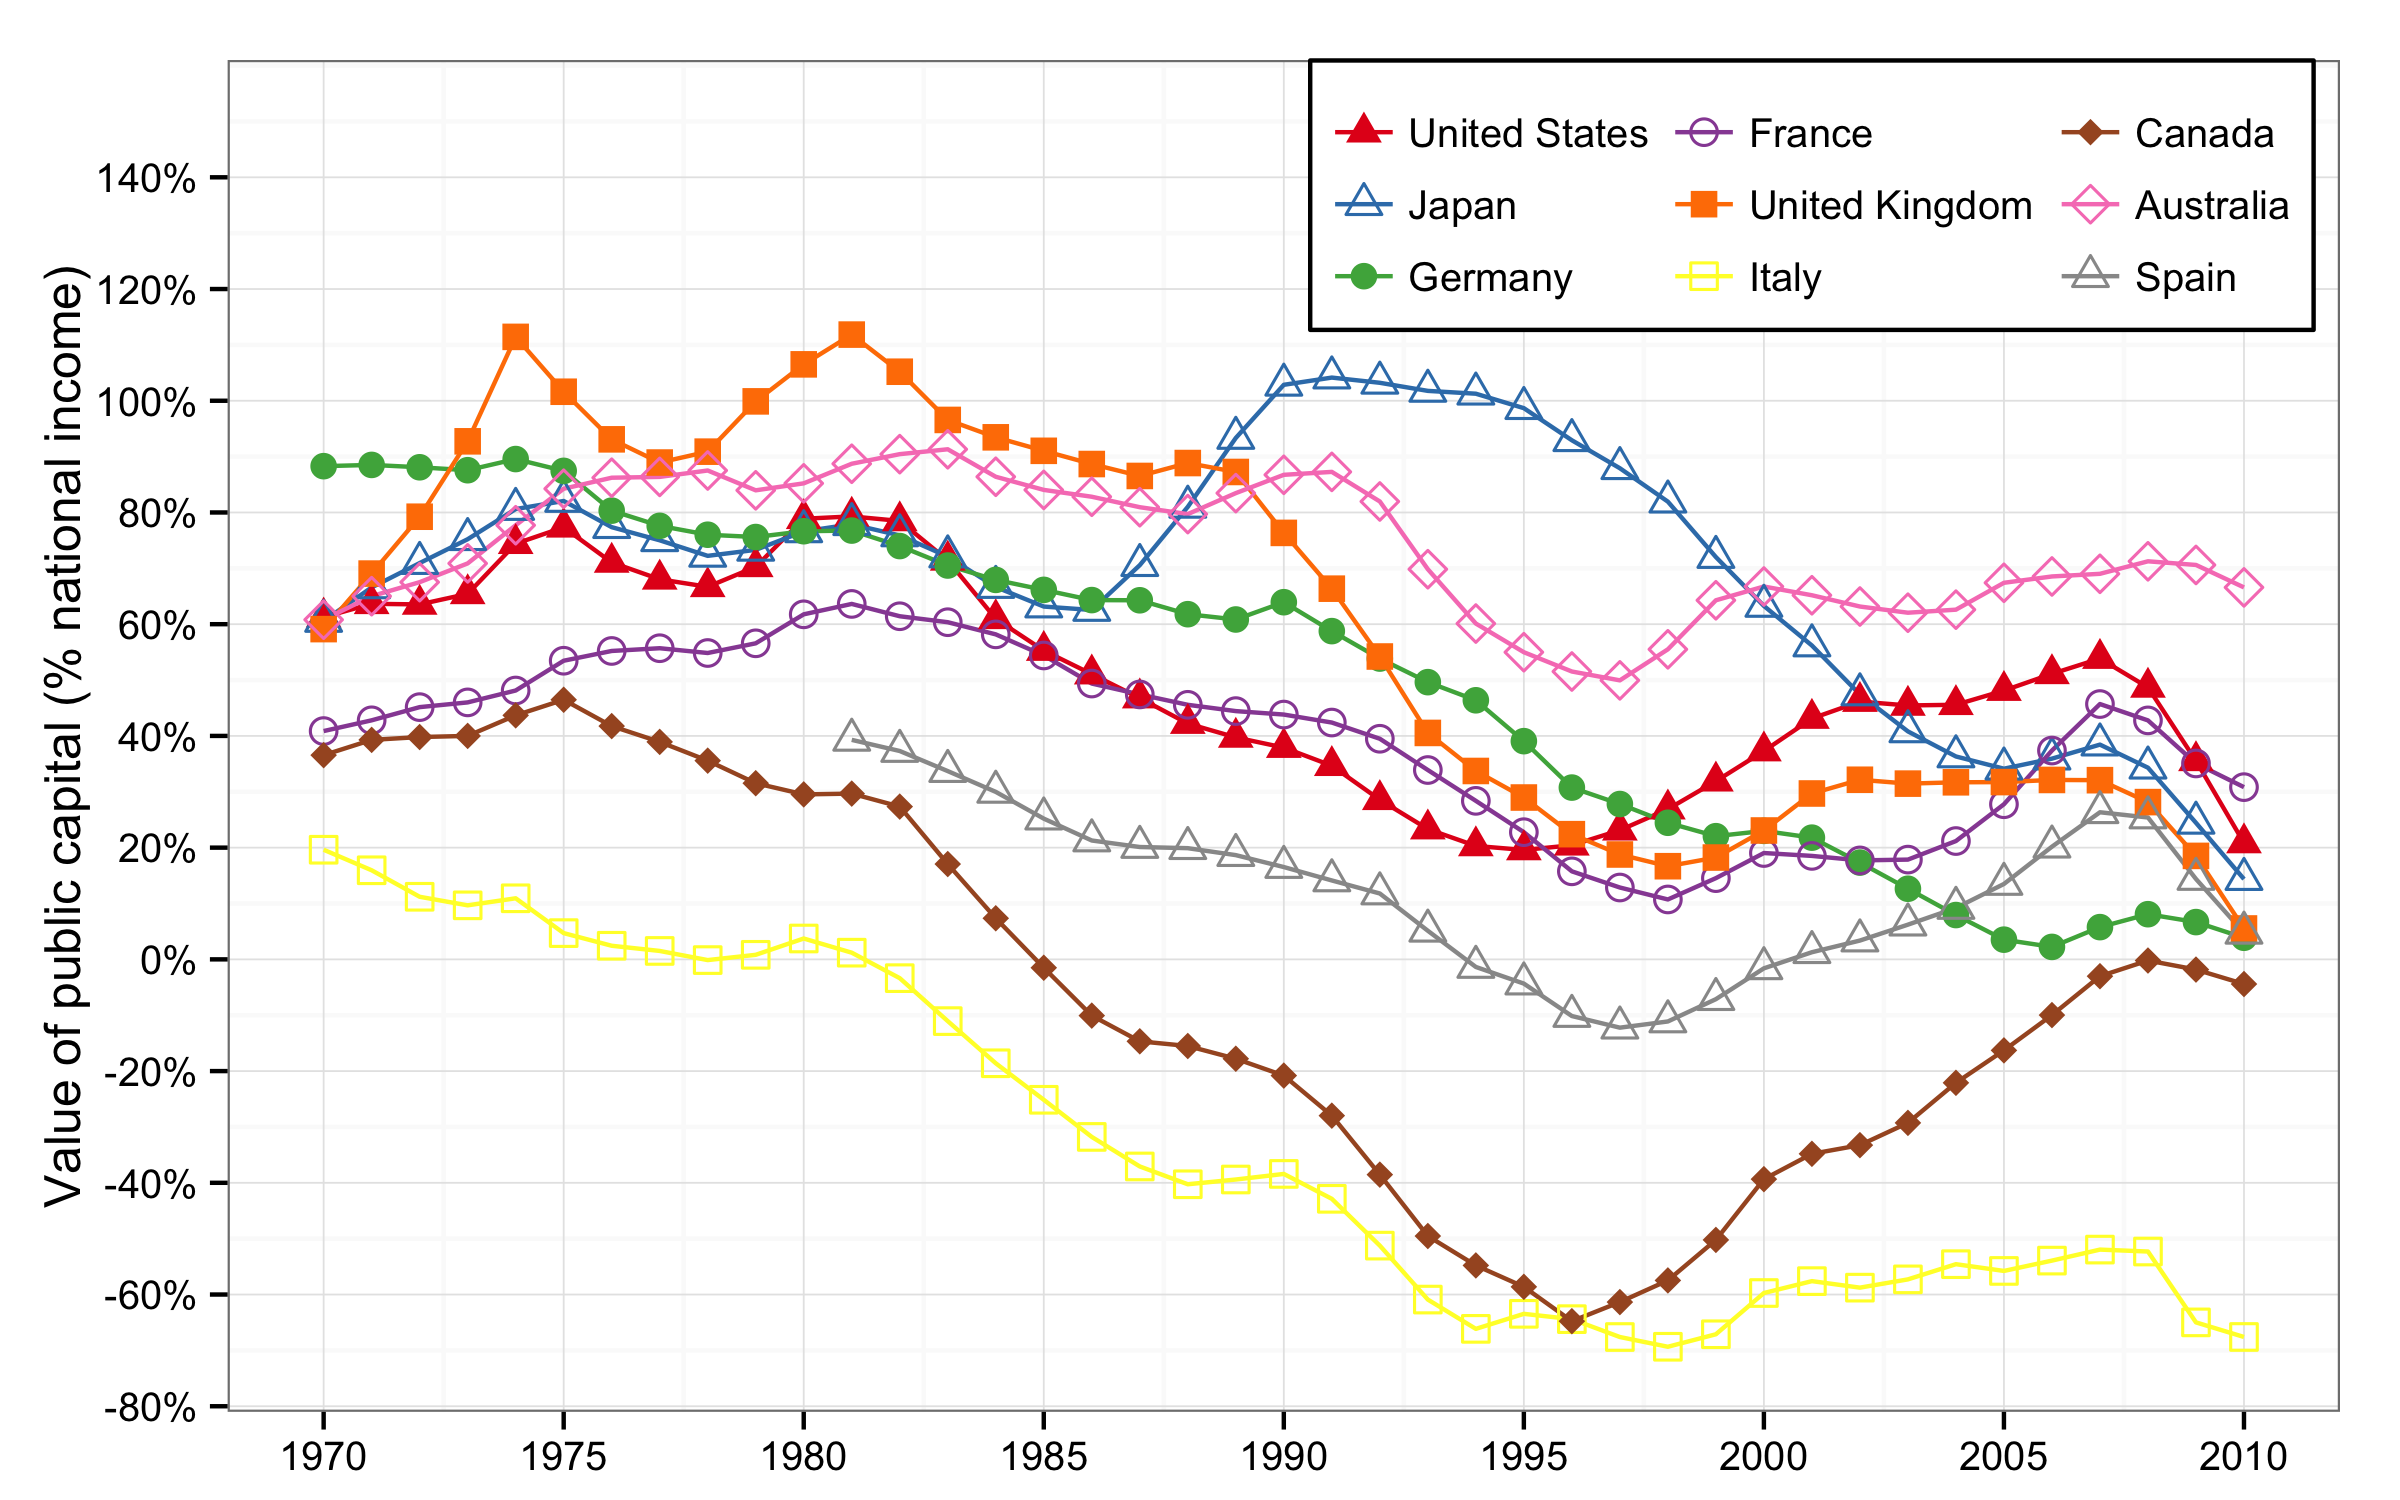 Value of public capital (% national income)
140%
120%
100%
80%
60%
40%
20%
0%
-20%
-40%
-60%
-80%
United States
France
Canada
Japan
United Kingdom
Australia
Germany
Italy
Spain
1970 1975 1980 1985 1990 1995 2000 2005 2010